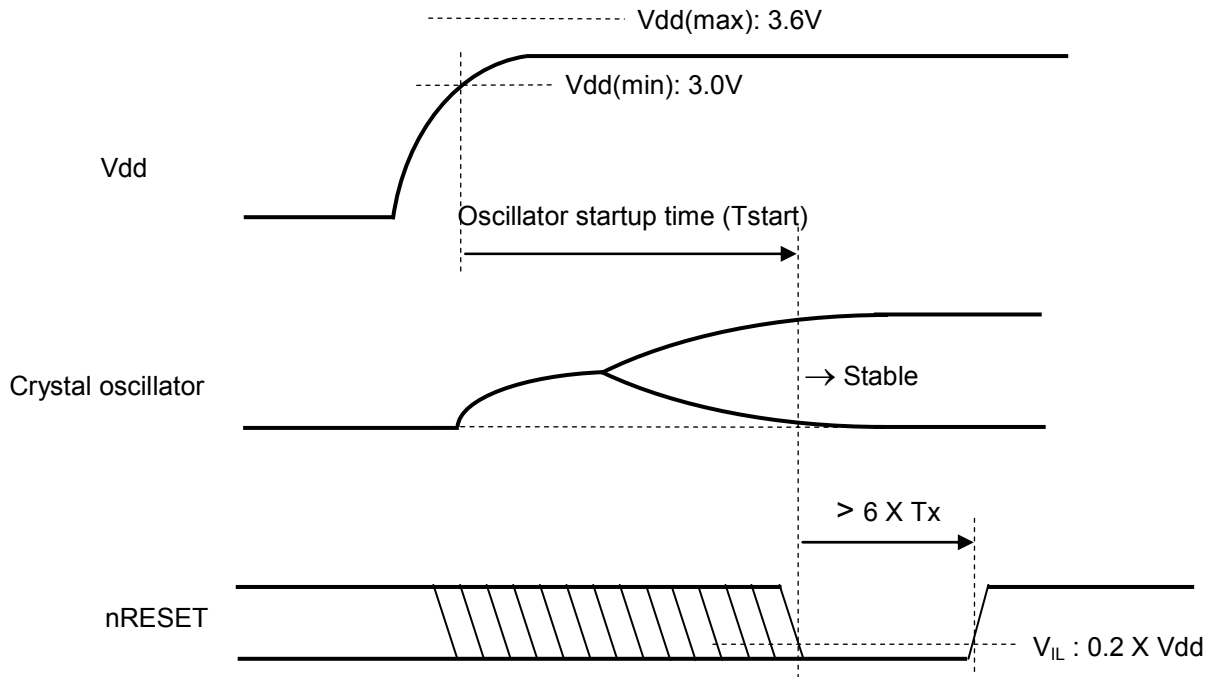 Vdd(max): 3.6V
Vdd(min): 3.0V
Vdd
Oscillator startup time (Tstart)
Crystal oscillator
→ Stable
> 6 X Tx
nRESET
VIL : 0.2 X Vdd